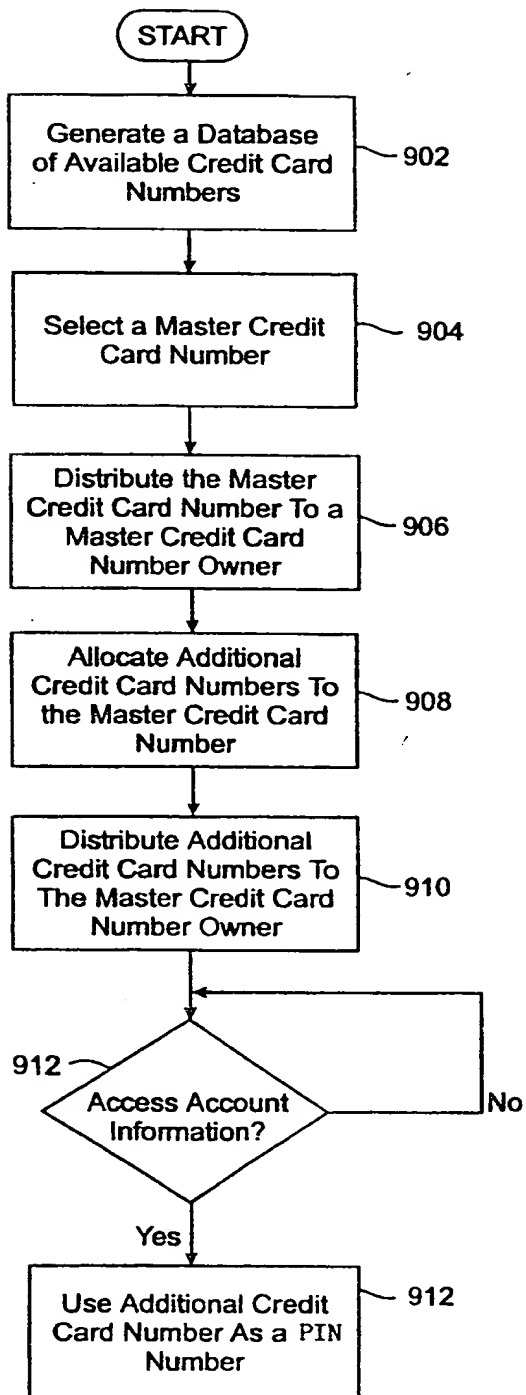 START
Generate a Database
of Available Credit Card
Numbers
902
Select a Master Credit
Card Number
904
Distribute the Master
Credit Card Number To a
Master Credit Card
Number Owner
906
Allocate Additional
Credit Card Numbers To
the Master Credit Card
Number
908
Distribute Additional
Credit Card Numbers To
The Master Credit Card
Number Owner
910
912
Access Account
Information?
No
Yes
Use Additional Credit
Card Number As a PIN
Number
912